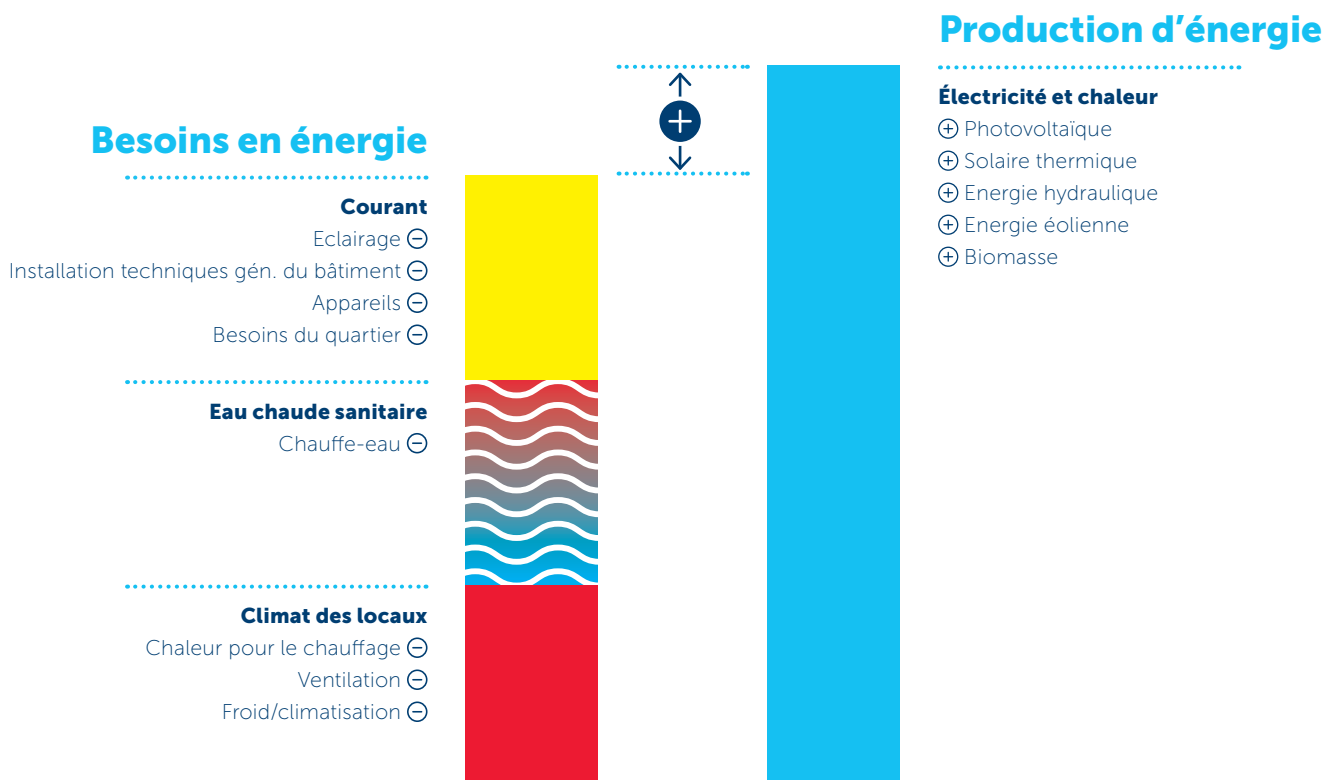 Besoins en énergie
Courant
Eclairage ⊖
Installation techniques gén. du bâtiment ⊖
Appareils ⊖
Besoins du quartier ⊖
Eau chaude sanitaire
Chauffe-eau ⊖
Climat des locaux
Chaleur pour le chauffage ⊖
Ventilation ⊖
Froid/climatisation ⊖
+
Production d’énergie
Électricité et chaleur
⊕ Photovoltaïque
⊕ Solaire thermique
⊕ Energie hydraulique
⊕ Energie éolienne
⊕ Biomasse